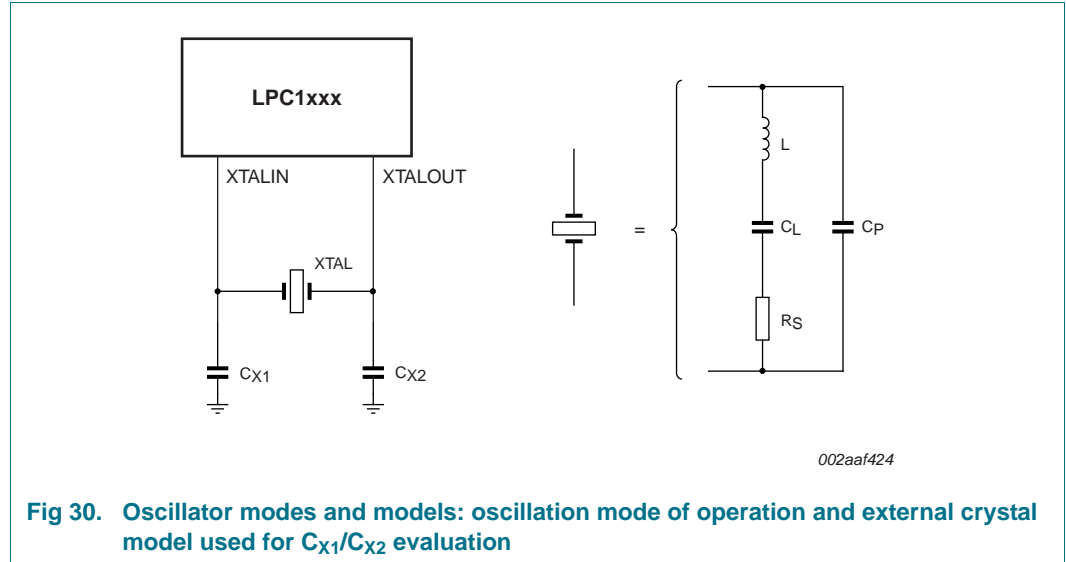 LPC1xxx
XTALIN
XTALOUT
XTAL
CX1
CX2
=
L
CL
CP
RS
002aaf424
Fig 30. Oscillator modes and models: oscillation mode of operation and external crystal
model used for CX1/CX2 evaluation